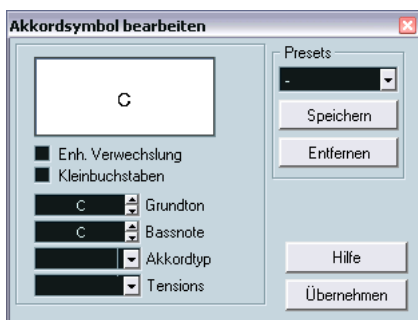 Akkordsymbol bearbeiten
C
Enh. Verwechslung
Kleinbuchstaben
C Grundton
C Bassnote
Akkordtyp
Tensions
Presets
-
Speichern
Entfernen
Hilfe
Übernehmen